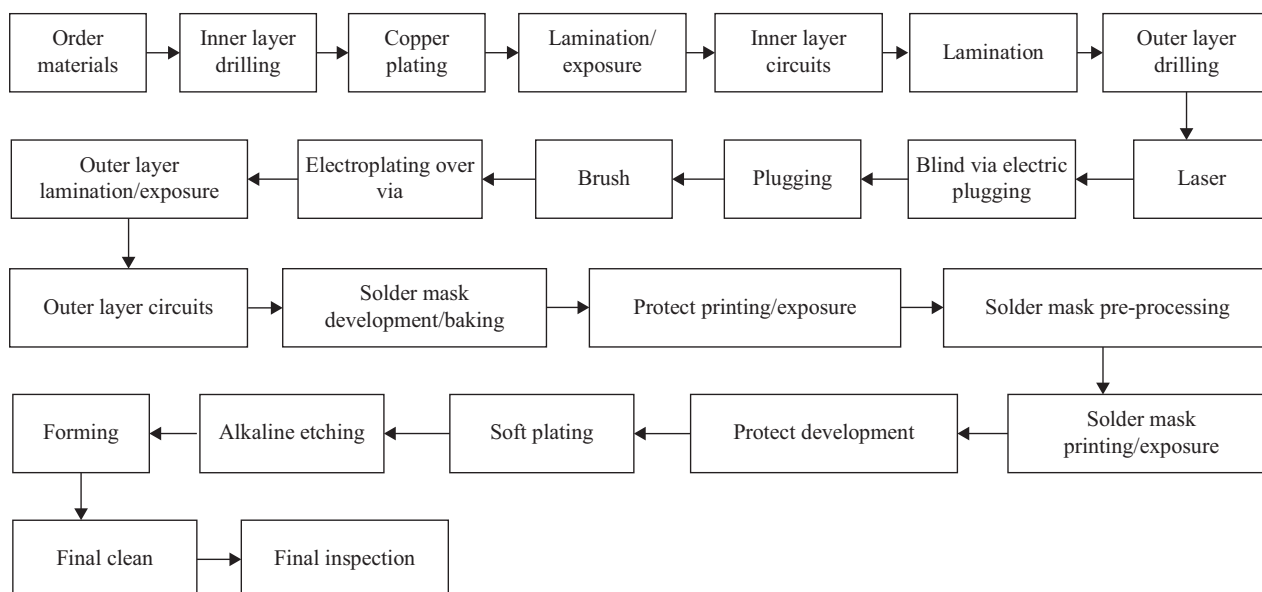 Order
materials
Inner layer
drilling
Copper
plating
Lamination/
exposure
Inner layer
circuits
Lamination
Outer layer
drilling
Outer layer
lamination/exposure
Electroplating over
via
Brush
Plugging
Blind via electric
plugging
Laser
Outer layer circuits
Solder mask
development/baking
Protect printing/exposure
Solder mask pre-processing
Forming
Alkaline etching
Soft plating
Protect development
Solder mask
printing/exposure
Final clean
Final inspection